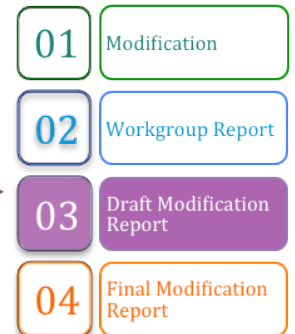 01
Modification
02
Workgroup Report
03
Draft Modification
Report
04
Final Modification
Report